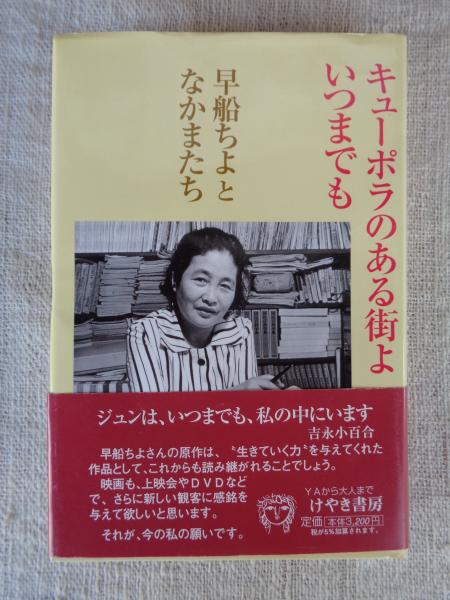 キューポラのある街よ
いつまでも
早船ちよと
なかまたち
ジュンは、いつまでも、私の中にいます
吉永小百合
早船ちよさんの原作は、〝生きていく力〟を与えてくれた
作品として、これからも読み継がれることでしょう。
映画も、上映会やDVDなど
で、さらに新しい観客に感銘を
与えて欲しいと思います。
それが、今の私の願いです。
YAから大人まで
けやき書房
定価 本体3,200円
税が5%加算されます。